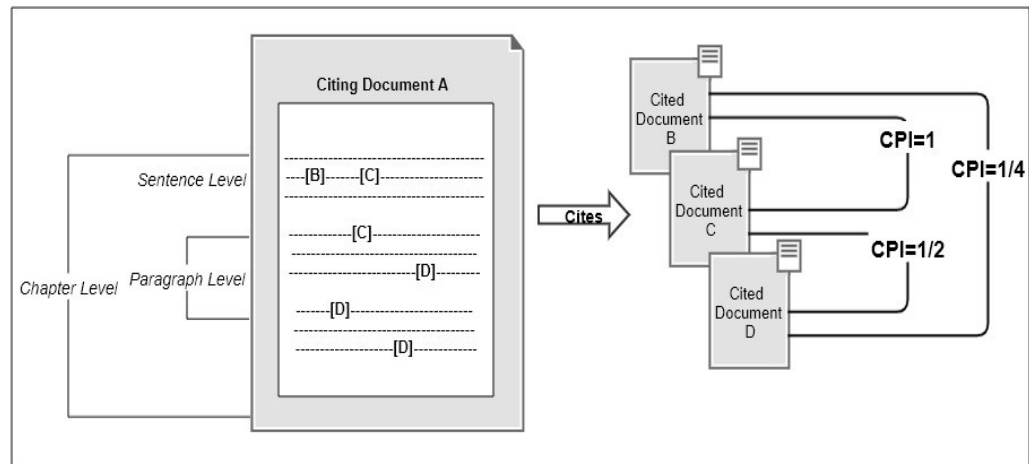 Citing Document A
Sentence Level
Paragraph Level
Chapter Level
---[B]------[C]-----------------
------------[C]--------------------
-----------------------[D]-------
-------[D]---------------------
------------------[D]------------
Cites
Cited
Document
B
Cited
Document
C
Cited
Document
D
CPI=1
CPI=1/4
CPI=1/2